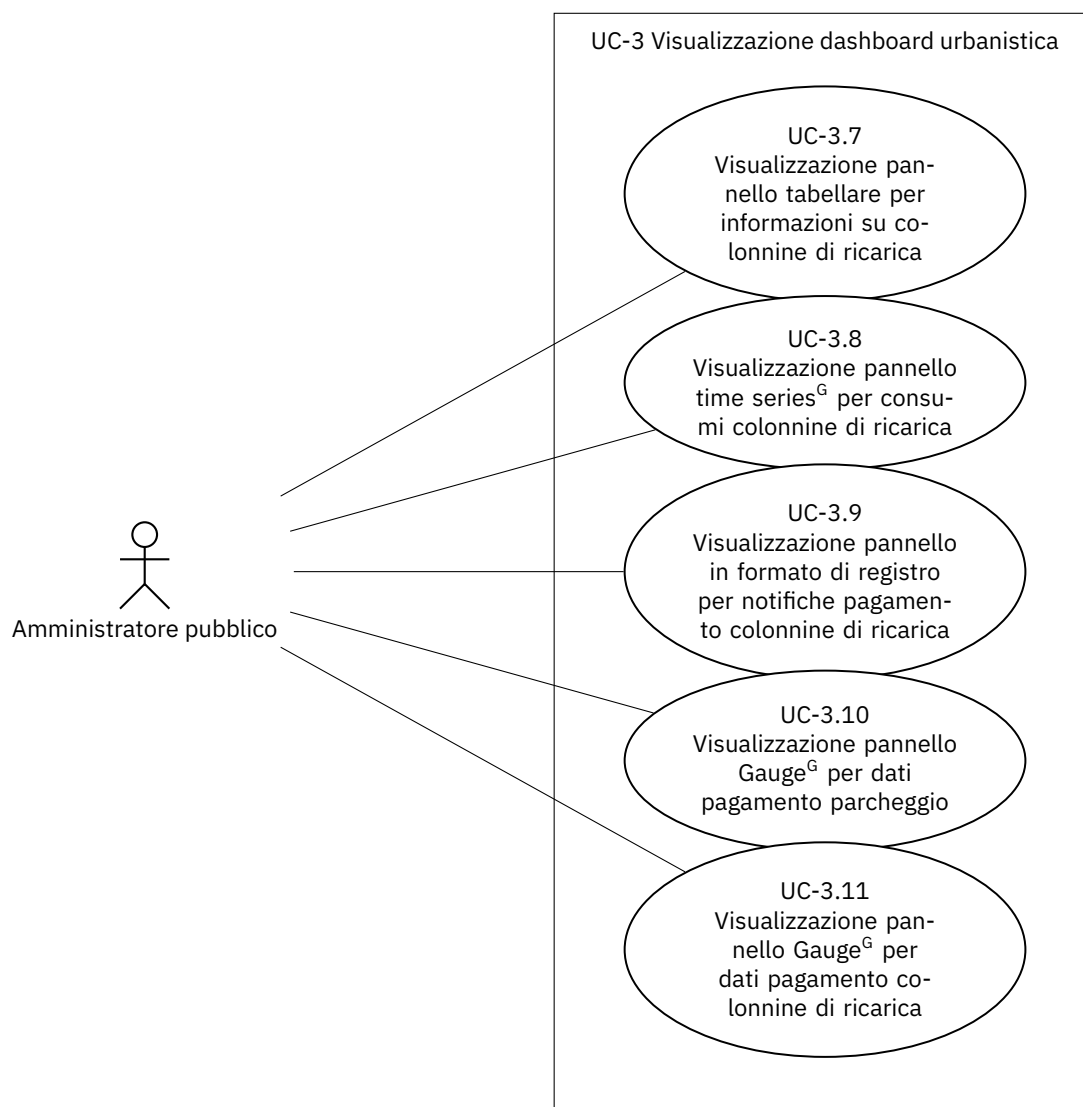 UC-3 Visualizzazione dashboard urbanistica
UC-3.7
Visualizzazione pan-
nello tabellare per
informazioni su co-
lonnine di ricarica
UC-3.8
Visualizzazione pannello
time seriesᴳ per consu-
mi colonnine di ricarica
UC-3.9
Visualizzazione pannello
in formato di registro
per notifiche pagamen-
to colonnine di ricarica
Amministratore pubblico
UC-3.10
Visualizzazione pannello
Gaugeᴳ per dati
pagamento parcheggio
UC-3.11
Visualizzazione pan-
nello Gaugeᴳ per
dati pagamento co-
lonnine di ricarica